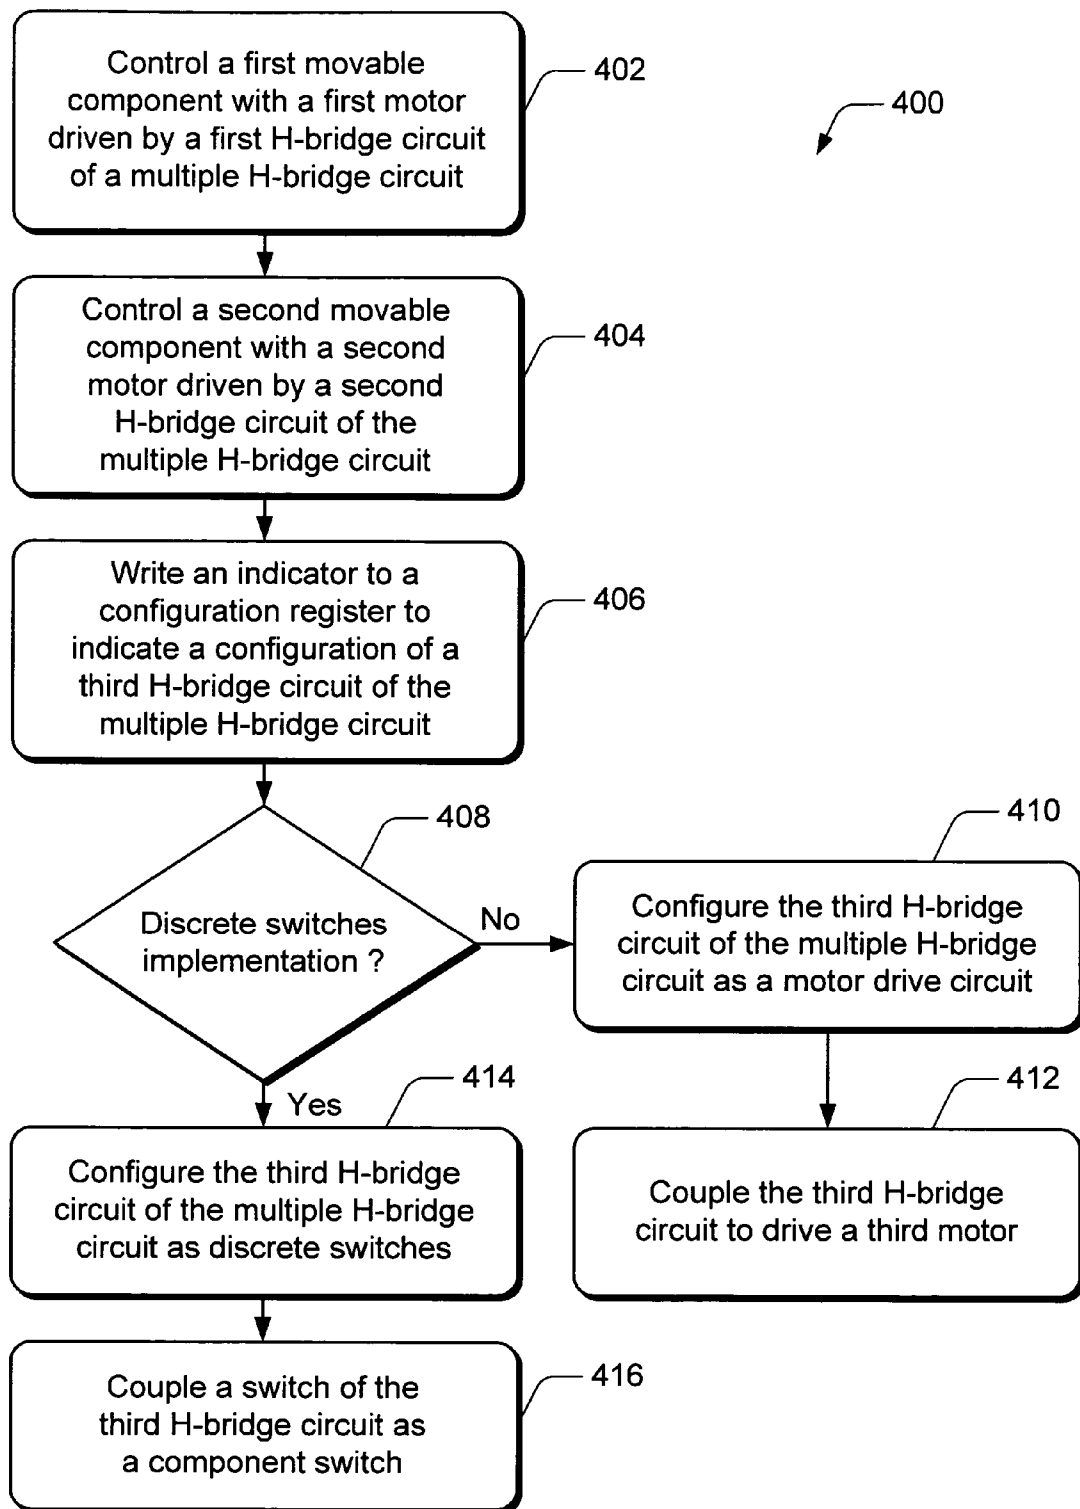 Control a first movable
component with a first motor
driven by a first H-bridge circuit
of a multiple H-bridge circuit
402
400
Control a second movable
component with a second
motor driven by a second
H-bridge circuit of the
multiple H-bridge circuit
404
Write an indicator to a
configuration register to
indicate a configuration of a
third H-bridge circuit of the
multiple H-bridge circuit
406
Discrete switches
implementation ?
408
No
Configure the third H-bridge
circuit of the multiple H-bridge
circuit as a motor drive circuit
410
Couple the third H-bridge
circuit to drive a third motor
412
Yes
Configure the third H-bridge
circuit of the multiple H-bridge
circuit as discrete switches
414
Couple a switch of the
third H-bridge circuit as
a component switch
416